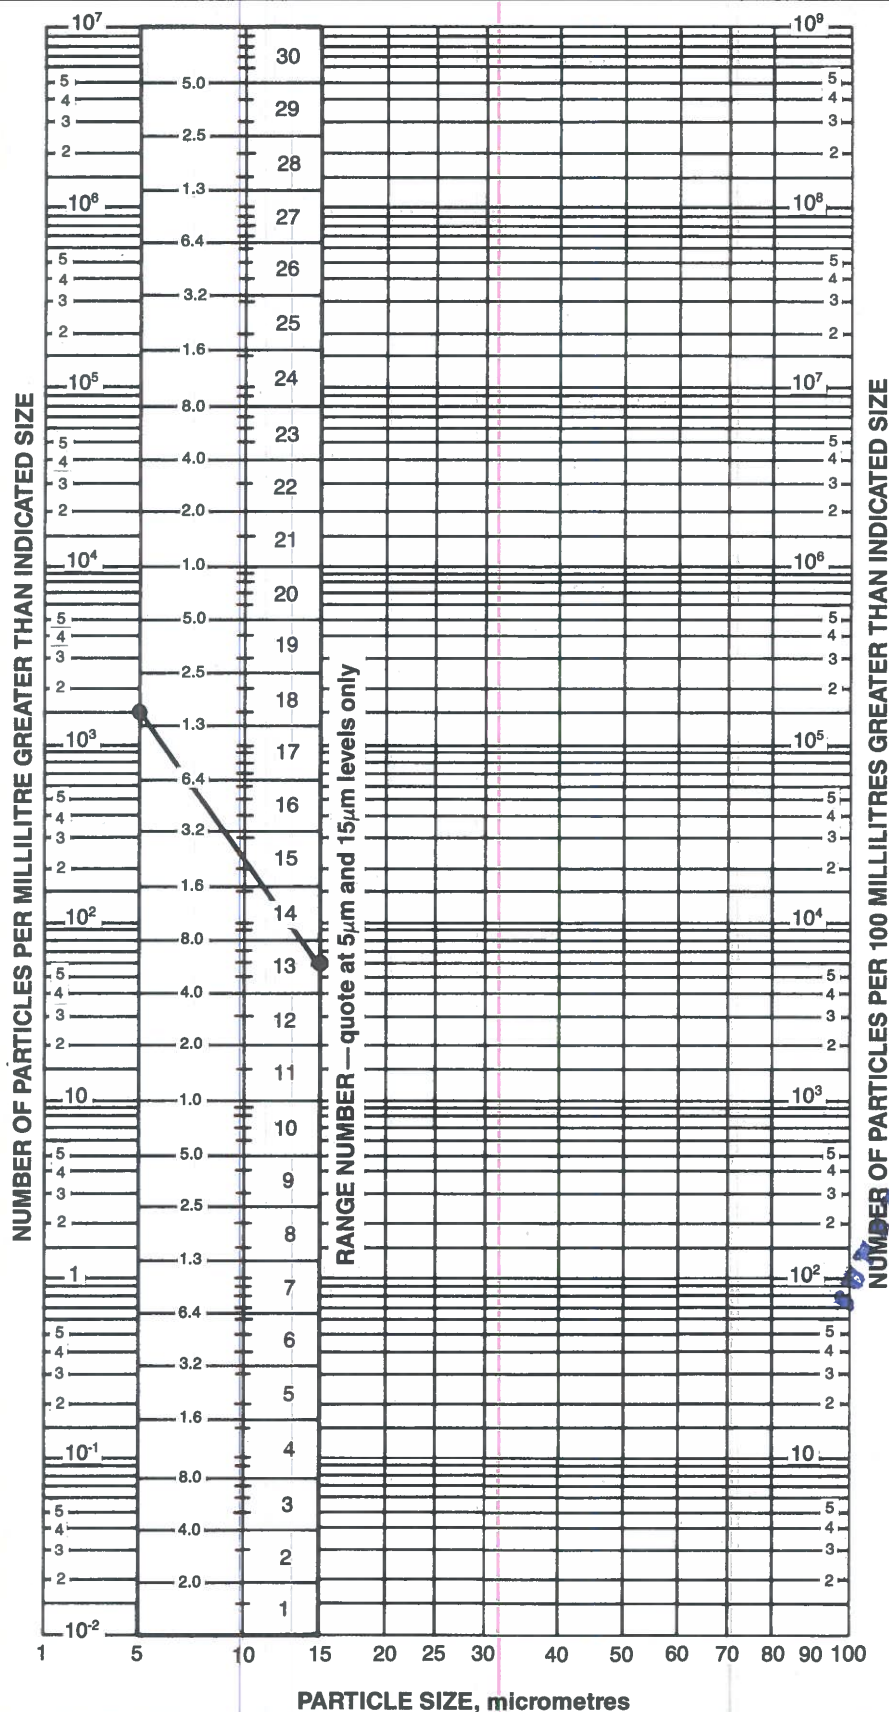 10⁷ 10⁹
30
5 5.0 5
4 29 4
3 3
2.5
2 28 2
1.3
10⁶ 27 10⁸
6.4
5 26 5
4 4
3 3.2 3
25
2 2
1.6
10⁵ 24 10⁷
8.0
5 23 5
4 4.0 4
3 22 3
2 2.0 2
21
10⁴ 1.0 10⁶
20
5 5.0 5
4 19 4
3 3
2.5
2 18 2
1.3
10³ 17 10⁵
6.4
5 16 5
4 4
3 3.2 3
15
2 2
1.6
10² 14 10⁴
8.0
5 13 5
4 4.0 4
3 12 3
2 2.0 2
11
10 1.0 10³
10
5 5.0 5
4 9 4
3 3
2.5
2 8 2
1.3
1 7 10²
6.4
5 6 5
4 4
3 3.2 3
5
2 2
1.6
10⁻¹ 4 10
8.0
5 3 5
4 4.0 4
3 2 3
2 2.0 2
1
10⁻²
1 5 10 15 20 25 30 40 50 60 70 80 90 100
PARTICLE SIZE, micrometres
NUMBER OF PARTICLES PER MILLILITRE GREATER THAN INDICATED SIZE
RANGE NUMBER—quote at 5μm and 15μm levels only
NUMBER OF PARTICLES PER 100 MILLILITRES GREATER THAN INDICATED SIZE